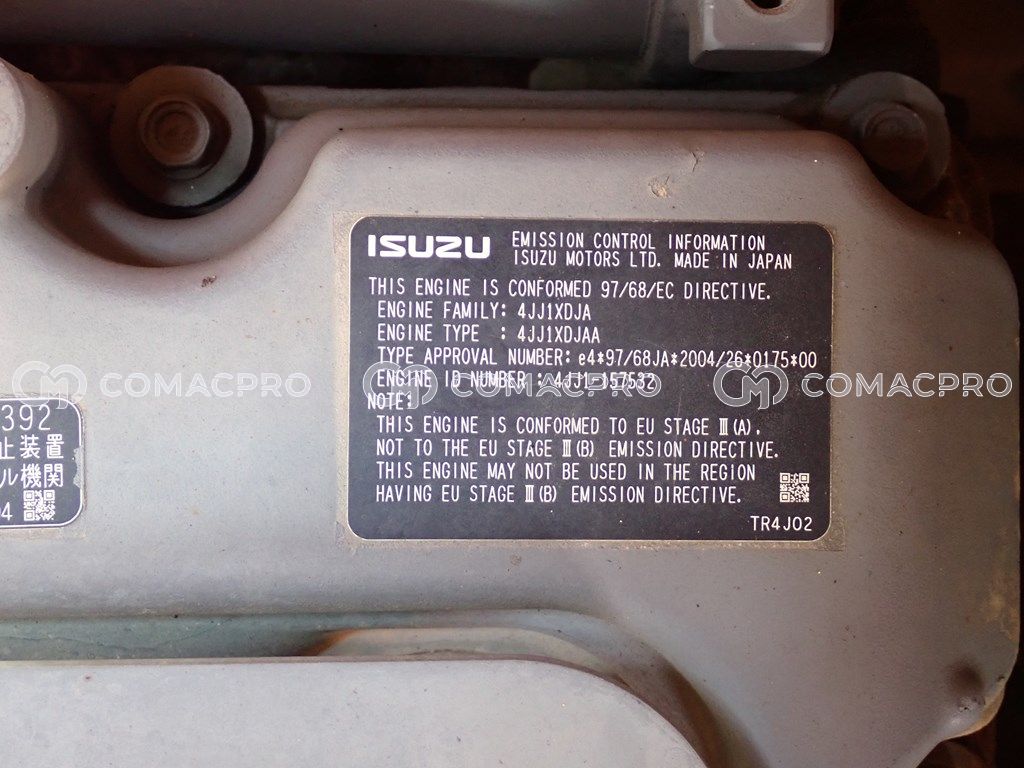 ISUZU EMISSION CONTROL INFORMATION
ISUZU MOTORS LTD. MADE IN JAPAN
THIS ENGINE IS CONFORMED 97/68/EC DIRECTIVE.
ENGINE FAMILY: 4JJ1XDJA
ENGINE TYPE : 4JJ1XDJAA
TYPE APPROVAL NUMBER: e4*97/68JA*2004/26*0175*00
ENGINE ID NUMBER : 4JJ1-157532
NOTE:
THIS ENGINE IS CONFORMED TO EU STAGE Ⅲ(A),
NOT TO THE EU STAGE Ⅲ(B) EMISSION DIRECTIVE.
THIS ENGINE MAY NOT BE USED IN THE REGION
HAVING EU STAGE Ⅲ(B) EMISSION DIRECTIVE.
TR4J02
392
止装置
ル機関
04
COMACPRO COMACPRO COMACPRO